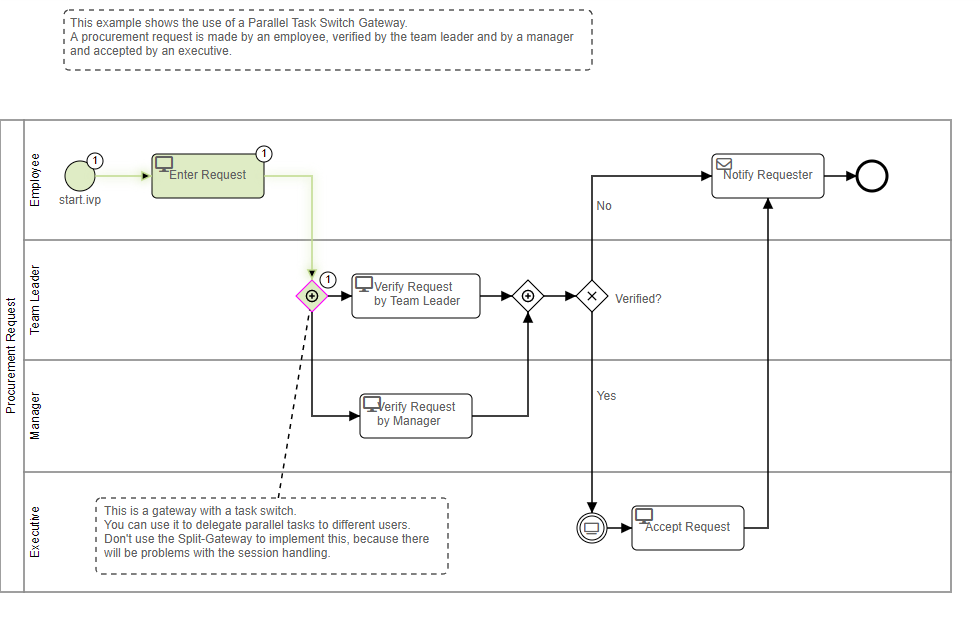 This example shows the use of a Parallel Task Switch Gateway.
A procurement request is made by an employee, verified by the team leader and by a manager
and accepted by an executive.
Procurement Request
Employee
1
start.ivp
1
Enter Request
Notify Requester
No
Team Leader
1
Verify Request
by Team Leader
Verified?
Manager
Verify Request
by Manager
Yes
Executive
This is a gateway with a task switch.
You can use it to delegate parallel tasks to different users.
Don't use the Split-Gateway to implement this, because there
will be problems with the session handling.
Accept Request